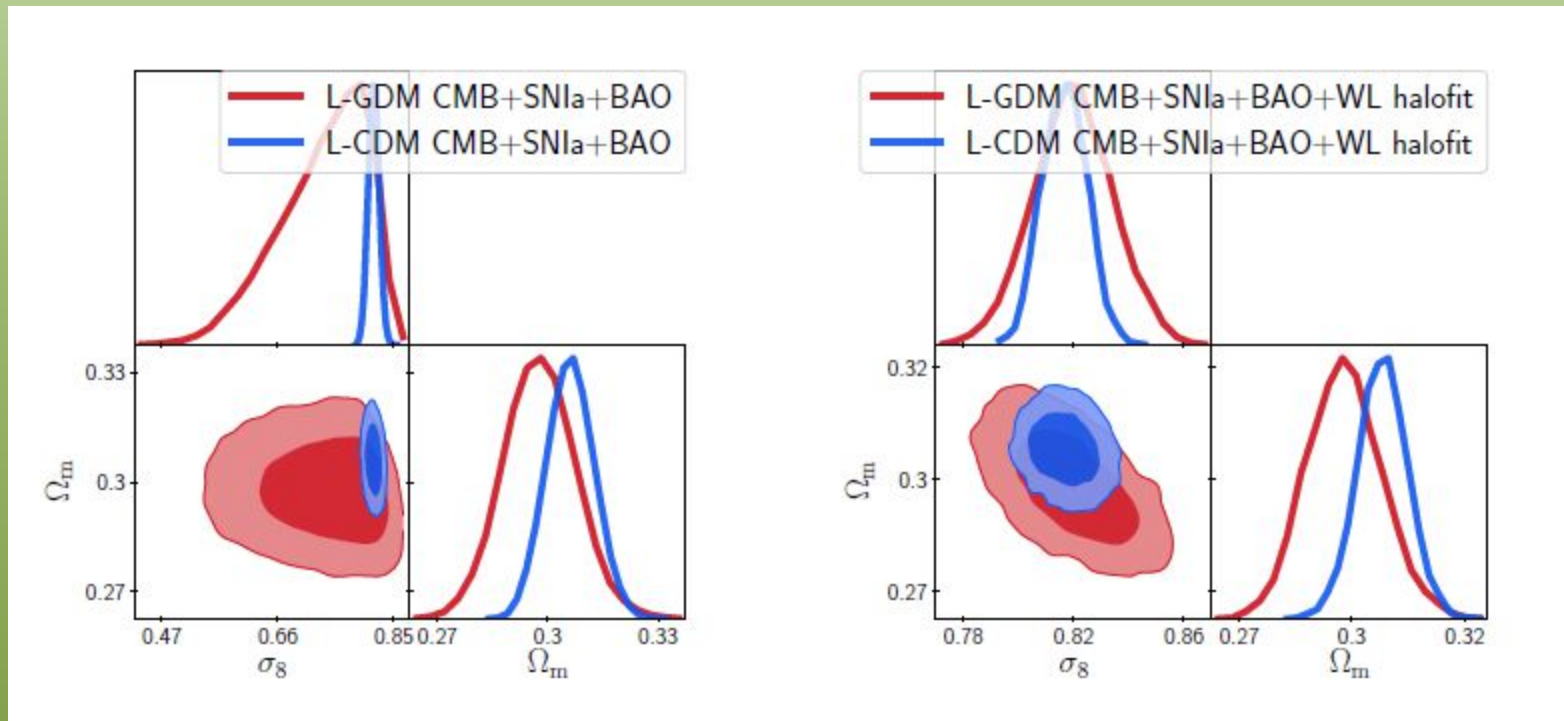 L-GDM CMB+SNIa+BAO
L-CDM CMB+SNIa+BAO
0.33
0.3
0.27
Ωm
0.47 0.66 0.85 0.27 0.3 0.33
σ8 Ωm
L-GDM CMB+SNIa+BAO+WL halofit
L-CDM CMB+SNIa+BAO+WL halofit
0.32
0.3
0.27
Ωm
0.78 0.82 0.86 0.27 0.3 0.32
σ8 Ωm